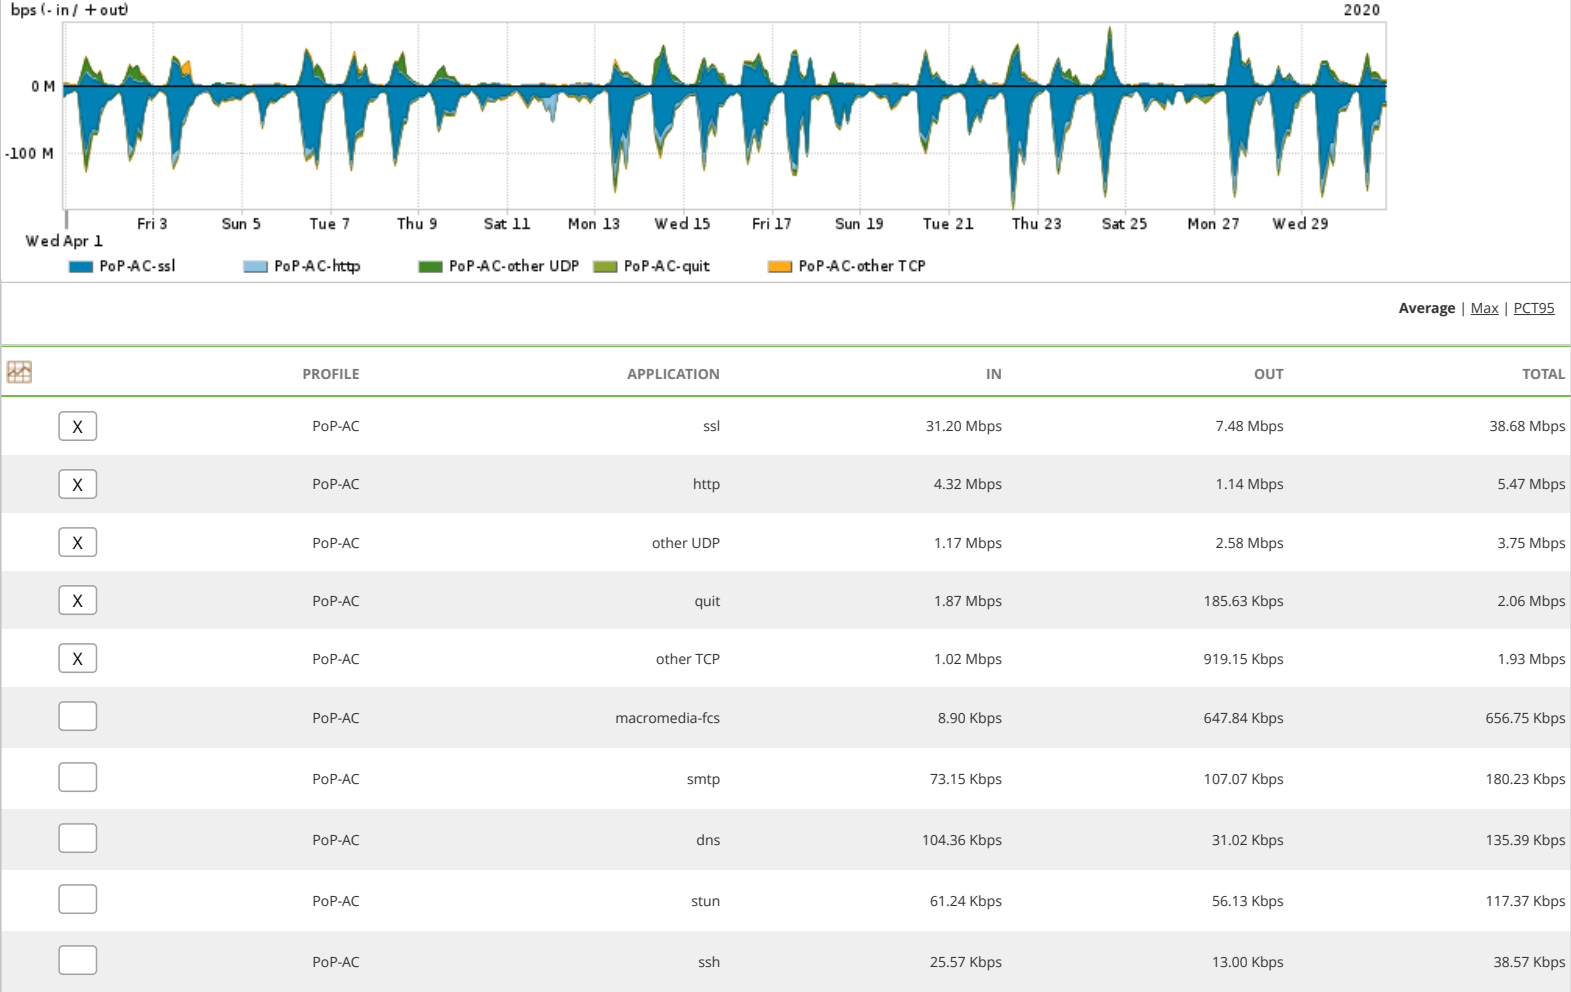 bps (- in / + out) 2020
0 M
-100 M
Fri 3 Sun 5 Tue 7 Thu 9 Sat 11 Mon 13 Wed 15 Fri 17 Sun 19 Tue 21 Thu 23 Sat 25 Mon 27 Wed 29
Wed Apr 1
PoP-AC-ssl PoP-AC-http PoP-AC-other UDP PoP-AC-quit PoP-AC-other TCP
Average | Max | PCT95
PROFILE APPLICATION IN OUT TOTAL
X PoP-AC ssl 31.20 Mbps 7.48 Mbps 38.68 Mbps
X PoP-AC http 4.32 Mbps 1.14 Mbps 5.47 Mbps
X PoP-AC other UDP 1.17 Mbps 2.58 Mbps 3.75 Mbps
X PoP-AC quit 1.87 Mbps 185.63 Kbps 2.06 Mbps
X PoP-AC other TCP 1.02 Mbps 919.15 Kbps 1.93 Mbps
PoP-AC macromedia-fcs 8.90 Kbps 647.84 Kbps 656.75 Kbps
PoP-AC smtp 73.15 Kbps 107.07 Kbps 180.23 Kbps
PoP-AC dns 104.36 Kbps 31.02 Kbps 135.39 Kbps
PoP-AC stun 61.24 Kbps 56.13 Kbps 117.37 Kbps
PoP-AC ssh 25.57 Kbps 13.00 Kbps 38.57 Kbps